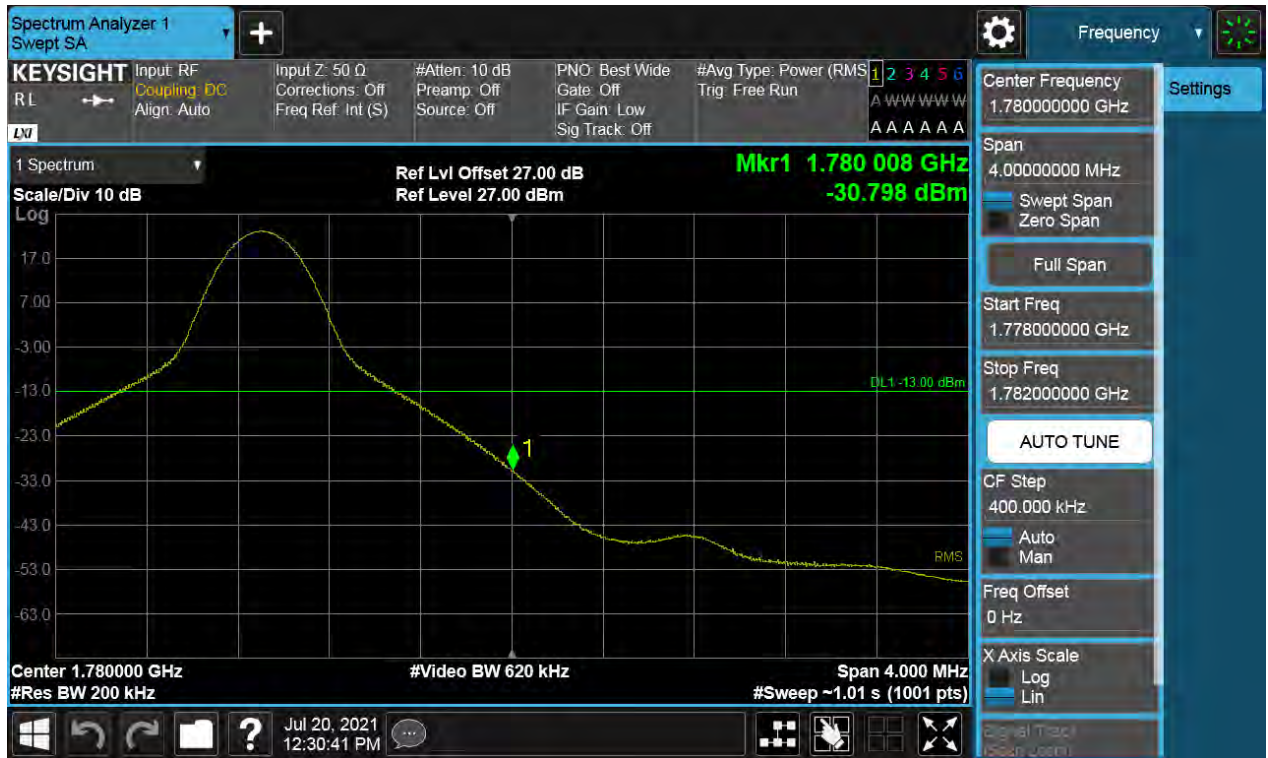 Spectrum Analyzer 1
Swept SA
+
Frequency
KEYSIGHT
RL
LXI
Input: RF
Coupling: DC
Align: Auto
Input Z: 50 Ω
Corrections: Off
Freq Ref: Int (S)
#Atten: 10 dB
Preamp: Off
Source: Off
PNO: Best Wide
Gate: Off
IF Gain: Low
Sig Track: Off
#Avg Type: Power (RMS
Trig: Free Run
1 2 3 4 5 6
A W W W W W
A A A A A A
1 Spectrum
Scale/Div 10 dB
Log
Ref Lvl Offset 27.00 dB
Ref Level 27.00 dBm
Mkr1 1.780 008 GHz
-30.798 dBm
17.0
7.00
-3.00
-13.0
-23.0
-33.0
-43.0
-53.0
-63.0
DL1 -13.00 dBm
1
RMS
Center 1.780000 GHz
#Res BW 200 kHz
#Video BW 620 kHz
Span 4.000 MHz
#Sweep ~1.01 s (1001 pts)
Center Frequency
1.780000000 GHz
Span
4.00000000 MHz
Swept Span
Zero Span
Full Span
Start Freq
1.778000000 GHz
Stop Freq
1.782000000 GHz
AUTO TUNE
CF Step
400.000 kHz
Auto
Man
Freq Offset
0 Hz
X Axis Scale
Log
Lin
Signal Track
(Span Zoom)
Settings
?
Jul 20, 2021
12:30:41 PM